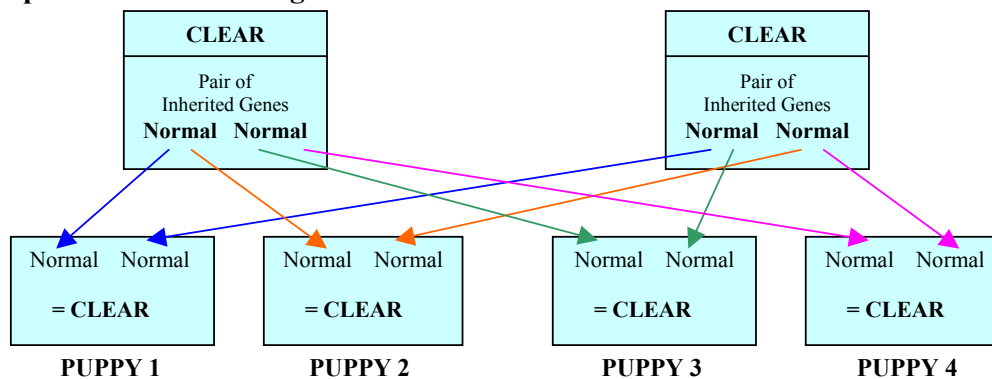 CLEAR
Pair of
Inherited Genes
Normal Normal
CLEAR
Pair of
Inherited Genes
Normal Normal
Normal Normal
= CLEAR
PUPPY 1
Normal Normal
= CLEAR
PUPPY 2
Normal Normal
= CLEAR
PUPPY 3
Normal Normal
= CLEAR
PUPPY 4